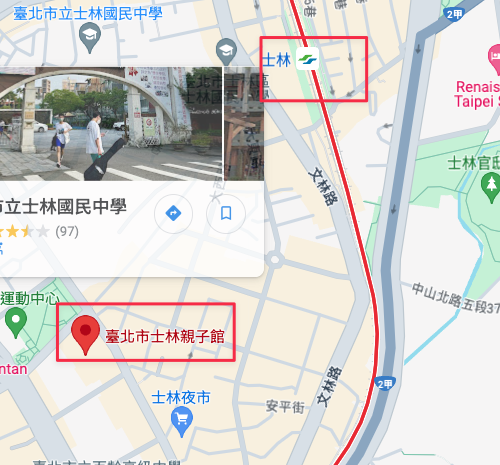 臺北市立士林國民中學
2甲
士林
Renais
Taipei S
文林路
士林官邸
市立士林國民中學
(97)
中山北路五段37
運動中心
臺北市士林親子館
ntan
2甲
士林夜市
文林路
安平街